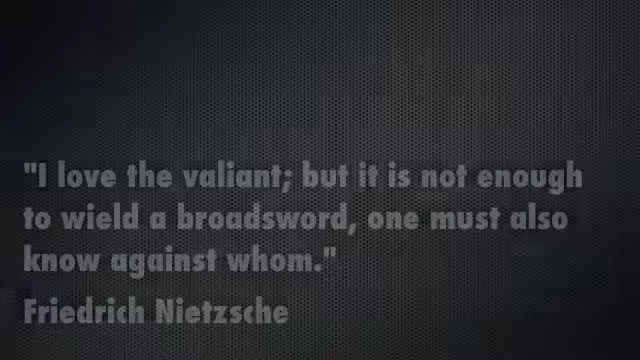 "I love the valiant; but it is not enough
to wield a broadsword, one must also
know against whom."
Friedrich Nietzsche